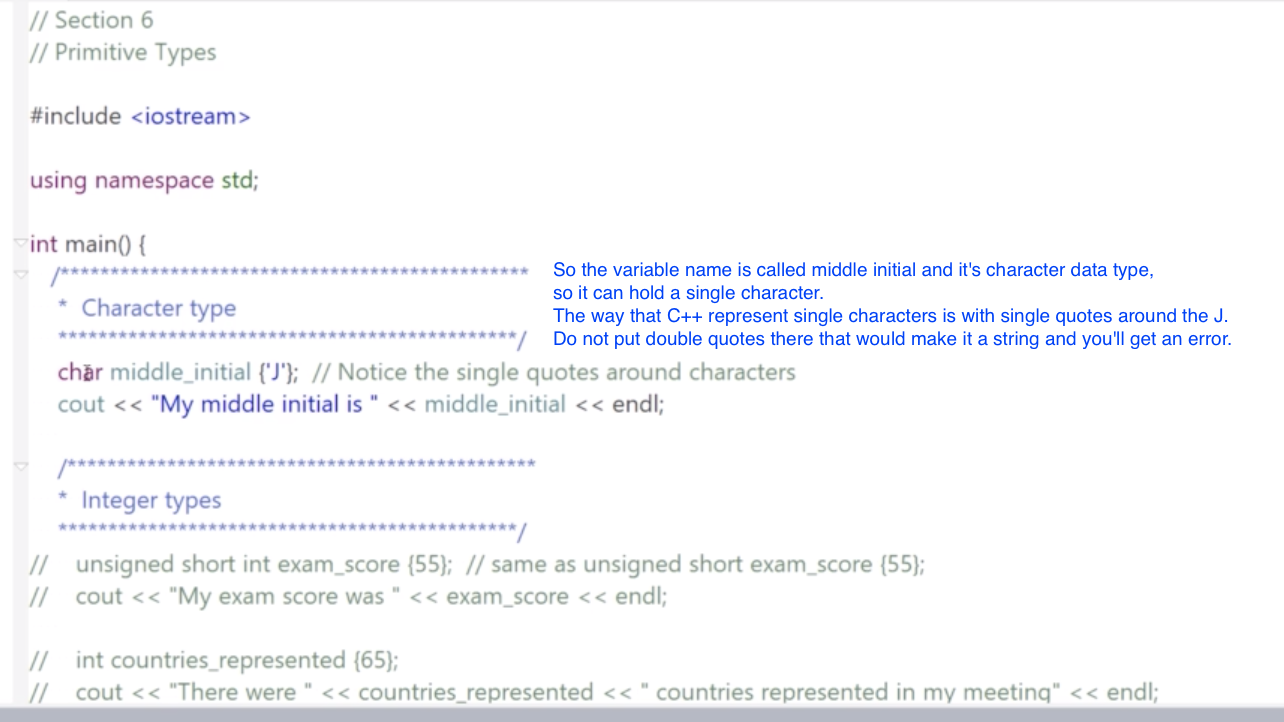 // Section 6
// Primitive Types
#include <iostream>
using namespace std;
int main() {
/***********************************************
* Character type
***********************************************/
So the variable name is called middle initial and it's character data type,
so it can hold a single character.
The way that C++ represent single characters is with single quotes around the J.
Do not put double quotes there that would make it a string and you'll get an error.
char middle_initial {'J'}; // Notice the single quotes around characters
cout << "My middle initial is " << middle_initial << endl;
/***********************************************
* Integer types
***********************************************/
// unsigned short int exam_score {55}; // same as unsigned short exam_score {55};
// cout << "My exam score was " << exam_score << endl;
// int countries_represented {65};
// cout << "There were " << countries_represented << " countries represented in my meeting" << endl;